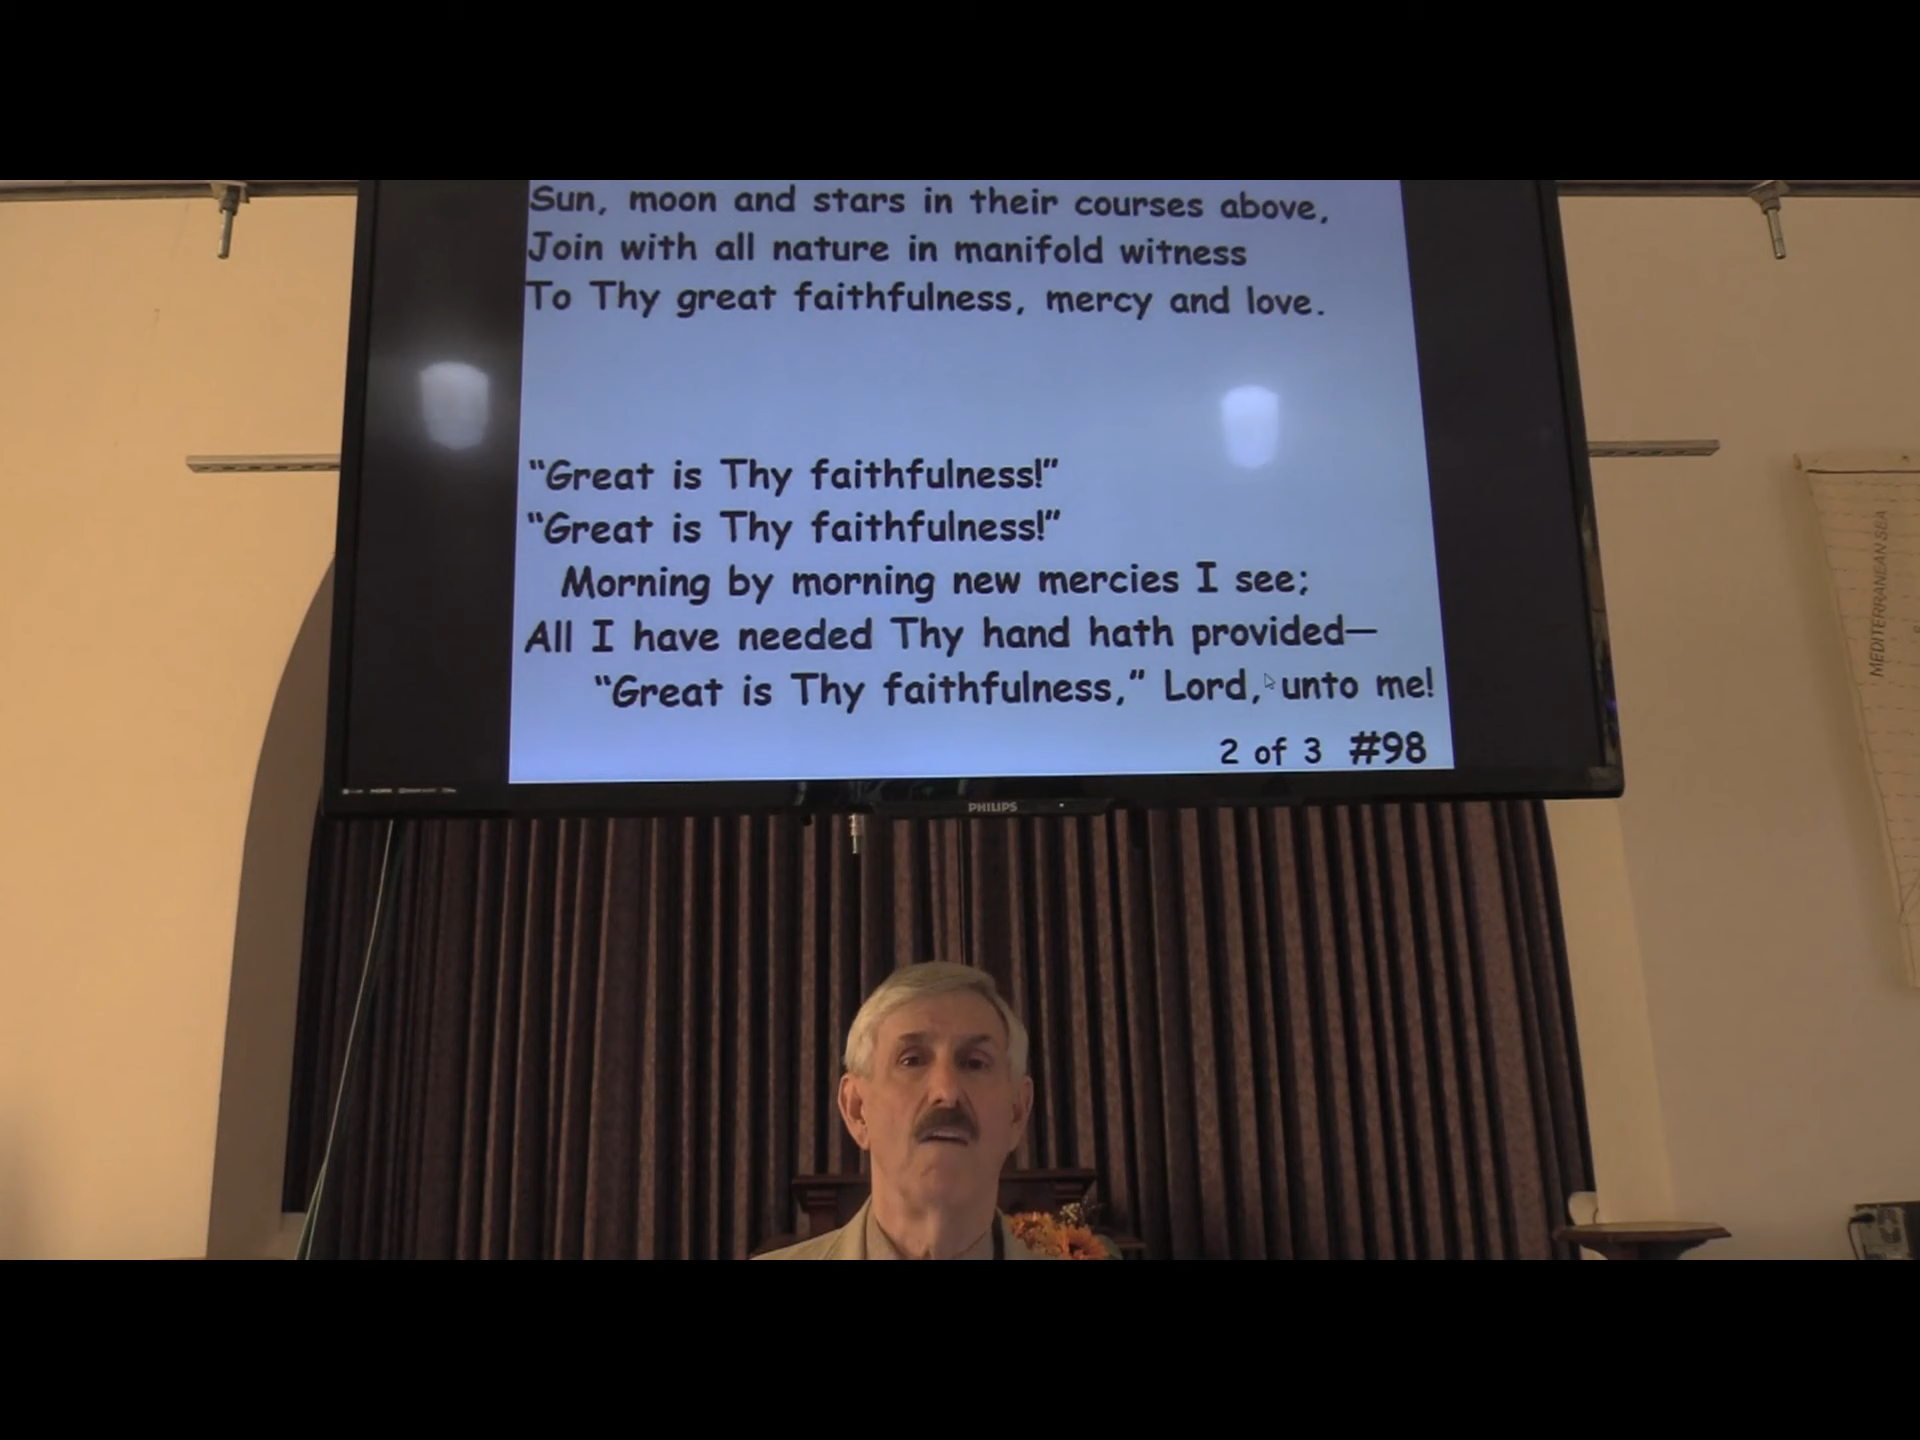 Sun, moon and stars in their courses above,
Join with all nature in manifold witness
To Thy great faithfulness, mercy and love.
“Great is Thy faithfulness!”
“Great is Thy faithfulness!”
Morning by morning new mercies I see;
All I have needed Thy hand hath provided—
“Great is Thy faithfulness,” Lord, unto me!
2 of 3 #98
PHILIPS
MEDITERRANEAN SEA